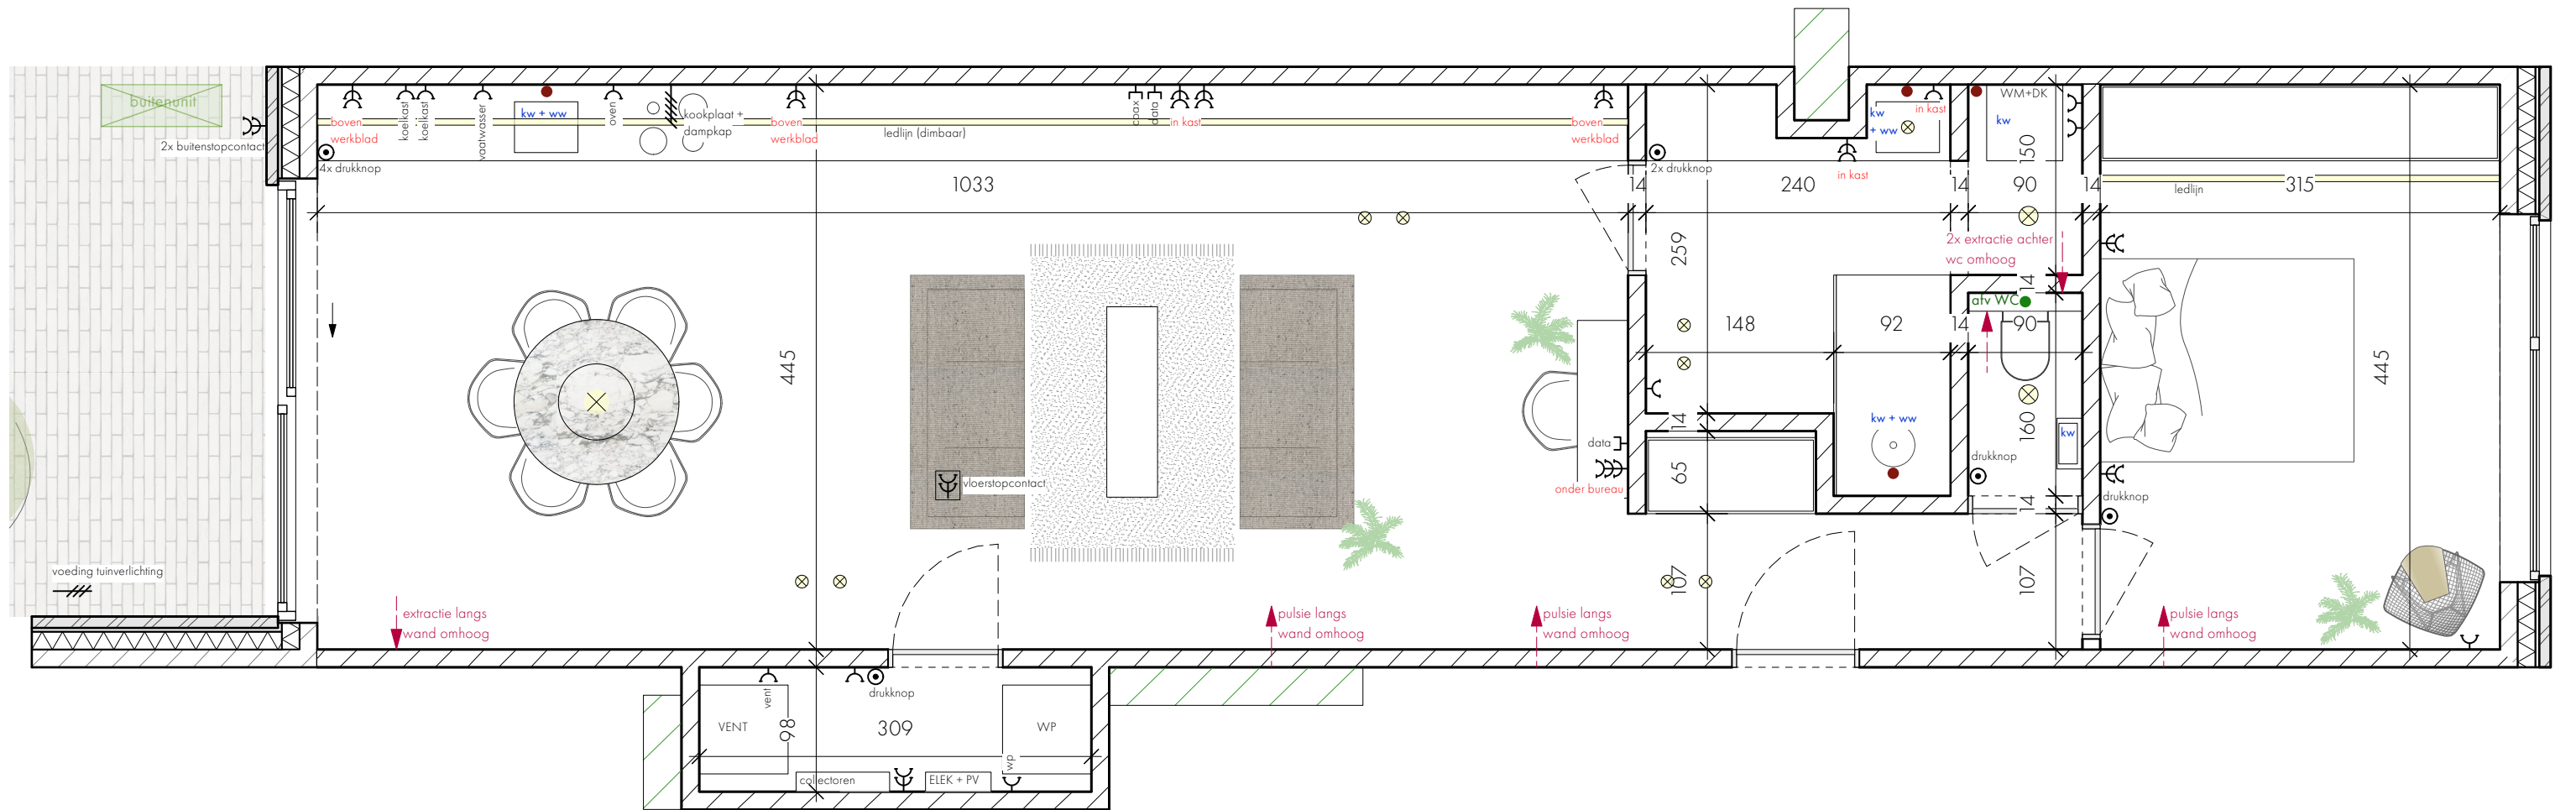 buitenunit
2x buitenstopcontact
boven
werkblad
koelkast
koelkast
vaatwasser
kw + ww
oven
kookplaat +
dampkap
boven
werkblad
ledlijn (dimbaar)
coax
data
in kast
boven
werkblad
4x drukknop
2x drukknop
kw
+ ww
in kast
in kast
WM+DK
kw
150
1033
14
240
14
90
14
ledlijn
315
259
2x extractie achter
wc omhoog
14
afv WC
148
92
14
90
445
445
kw + ww
160
kw
14
data
65
onder bureau
drukknop
drukknop
14
vloerstopcontact
voeding tuinverlichting
107
107
extractie langs
wand omhoog
pulsie langs
wand omhoog
pulsie langs
wand omhoog
pulsie langs
wand omhoog
vent
drukknop
VENT
98
309
WP
wp
collectoren
ELEK + PV